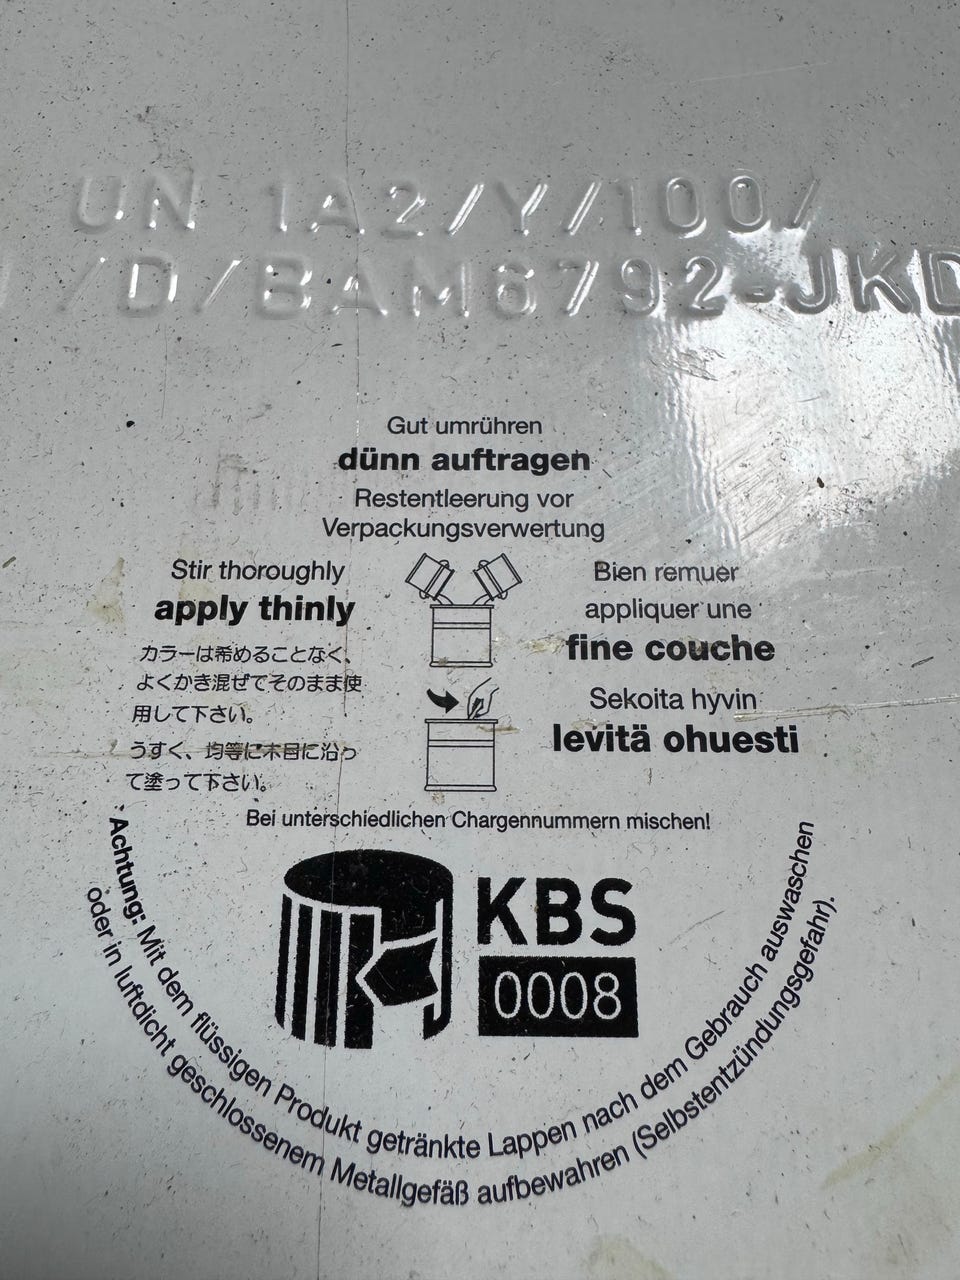 UN 1A2/Y/100/
/D/BAM6792-JKD
Gut umrühren
dünn auftragen
Restentleerung vor
Verpackungsverwertung
Stir thoroughly
apply thinly
カラーは希めることなく、
よくかき混ぜてそのまま使
用して下さい。
うすく、均等に木目に沿っ
て塗って下さい。
Bien remuer
appliquer une
fine couche
Sekoita hyvin
levitä ohuesti
Bei unterschiedlichen Chargennummern mischen!
KBS
0008
Achtung: Mit dem flüssigen Produkt getränkte Lappen nach dem Gebrauch auswaschen
oder in luftdicht geschlossenem Metallgefäß aufbewahren (Selbstentzündungsgefahr).